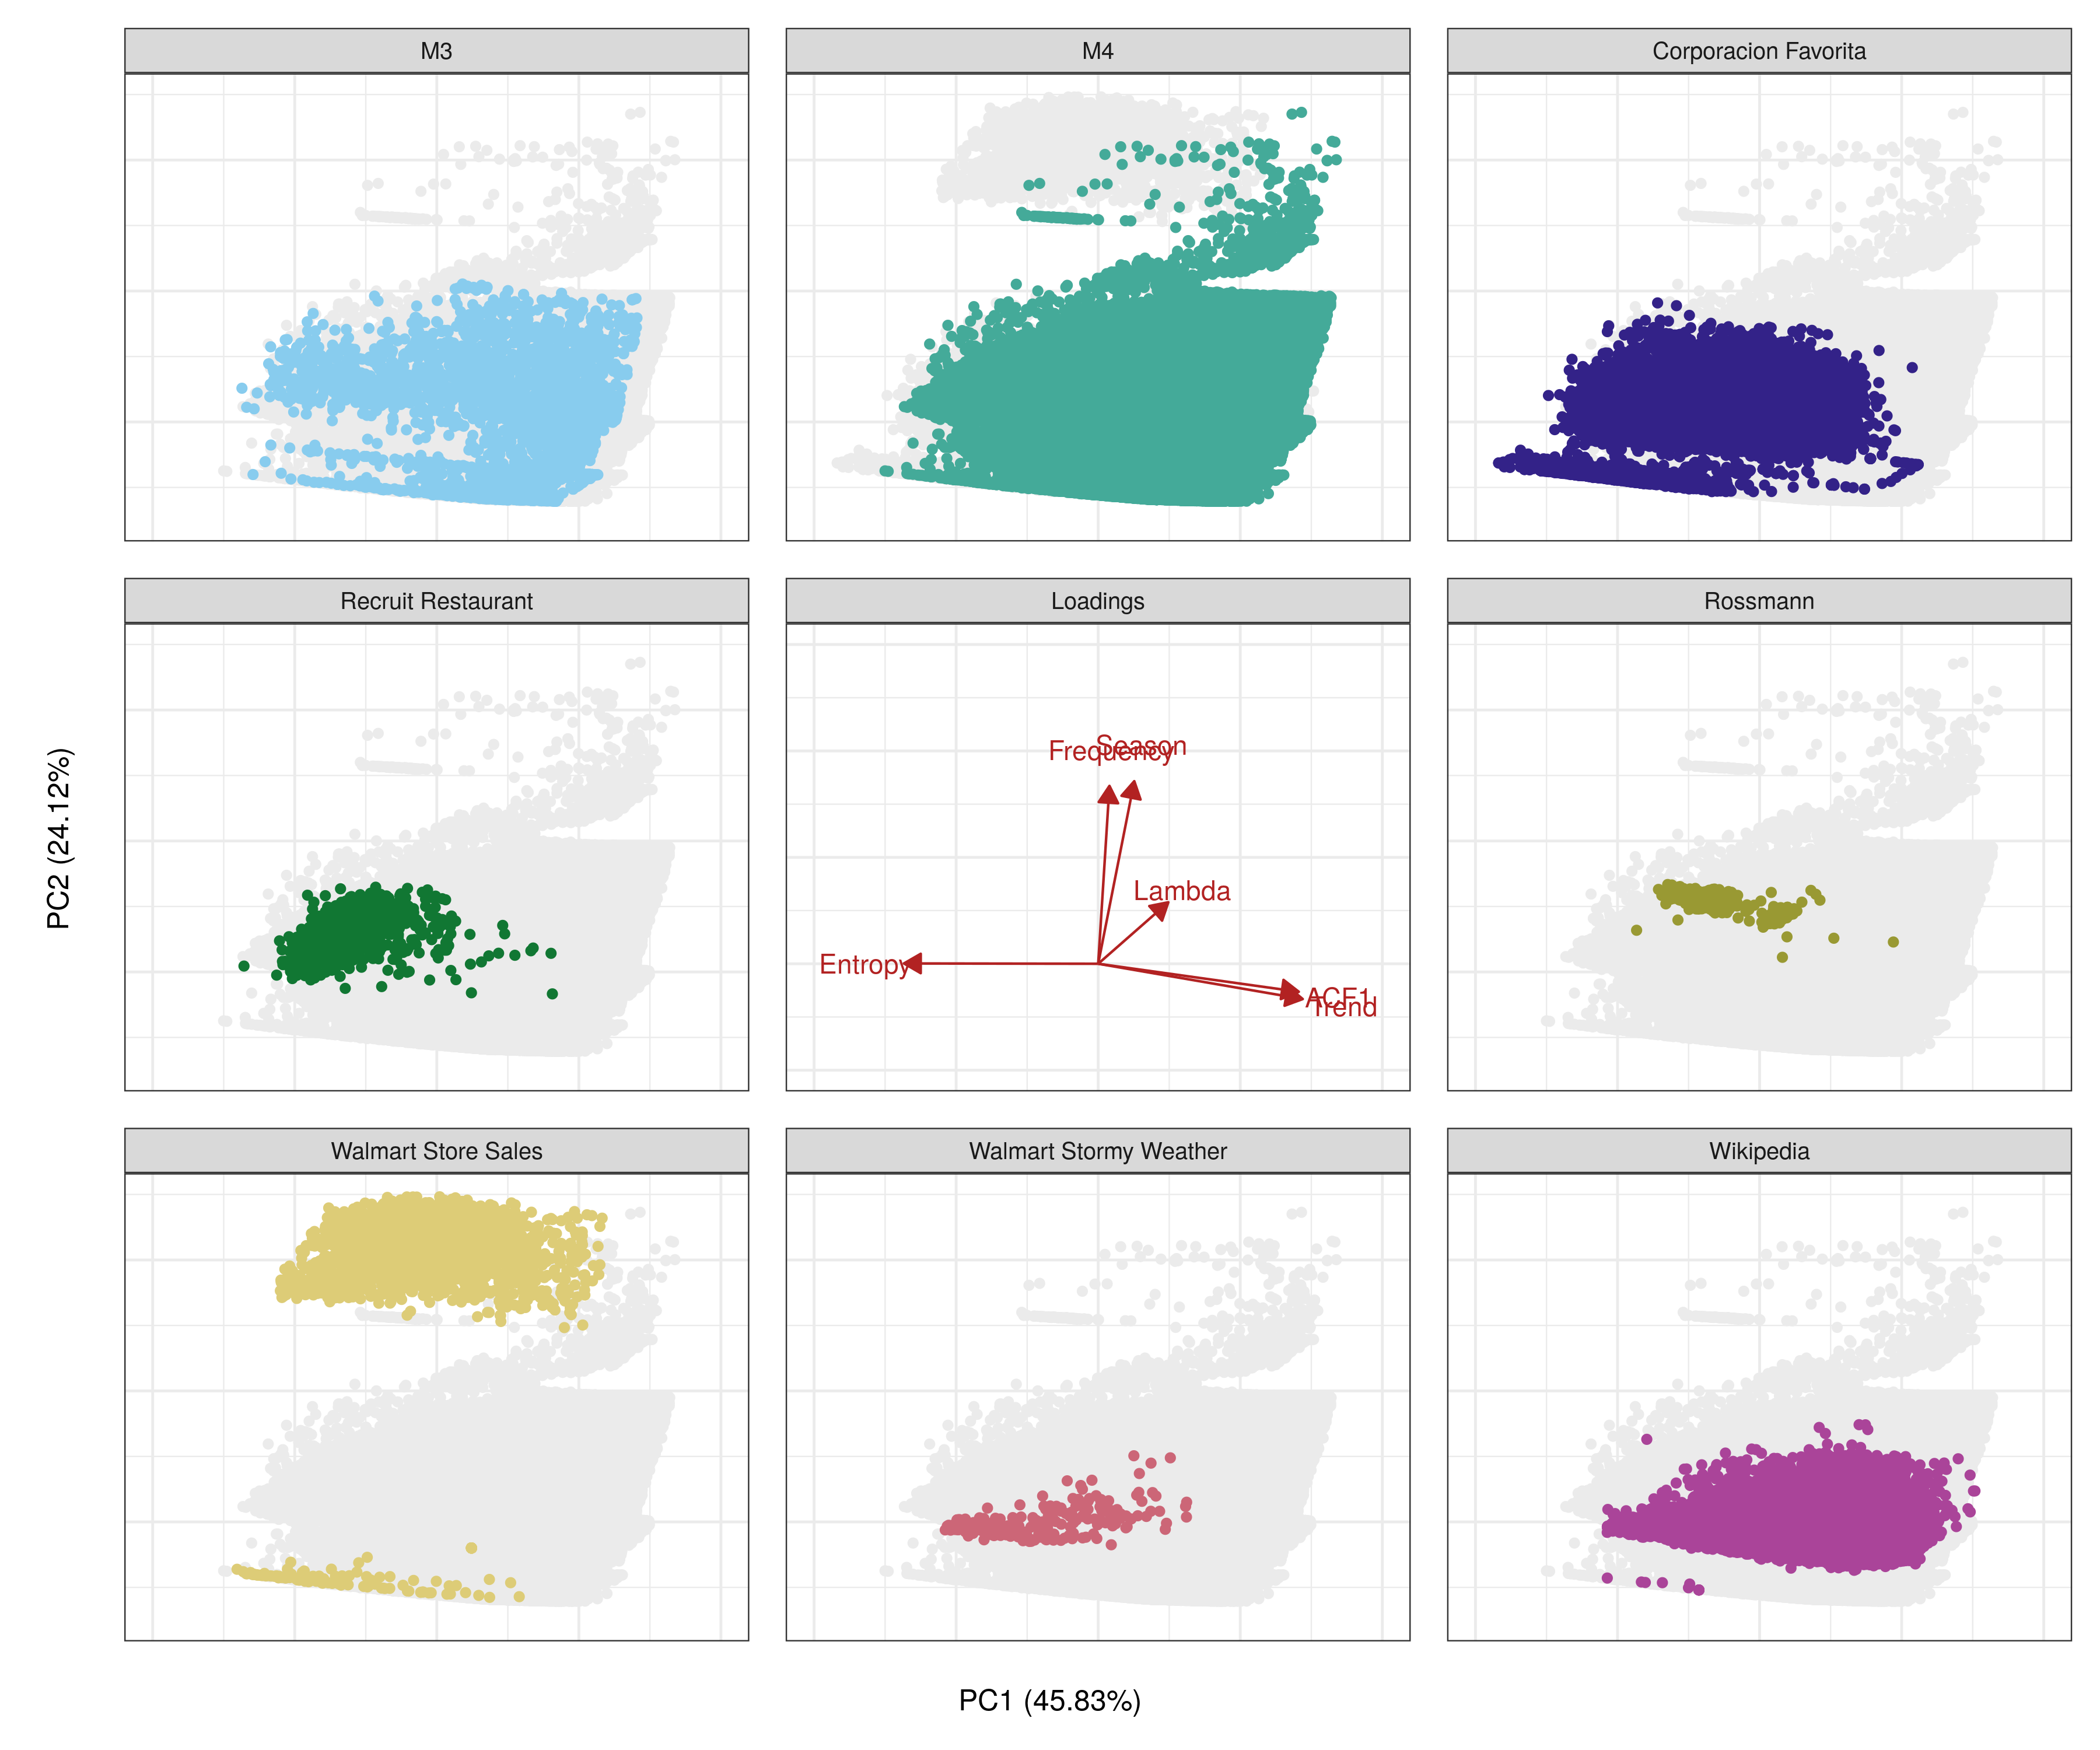 M3
M4
Corporacion Favorita
Recruit Restaurant
Loadings
Rossmann
Season
Frequency
Lambda
Entropy
ACF1
Trend
PC2 (24.12%)
Walmart Store Sales
Walmart Stormy Weather
Wikipedia
PC1 (45.83%)